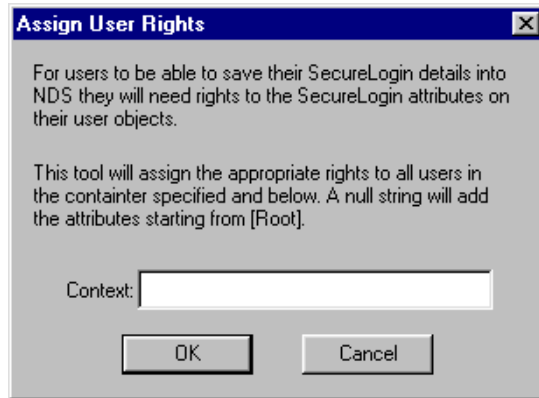 Assign User Rights
For users to be able to save their SecureLogin details into
NDS they will need rights to the SecureLogin attributes on
their user objects.
This tool will assign the appropriate rights to all users in
the containter specified and below. A null string will add
the attributes starting from [Root].
Context:
OK Cancel